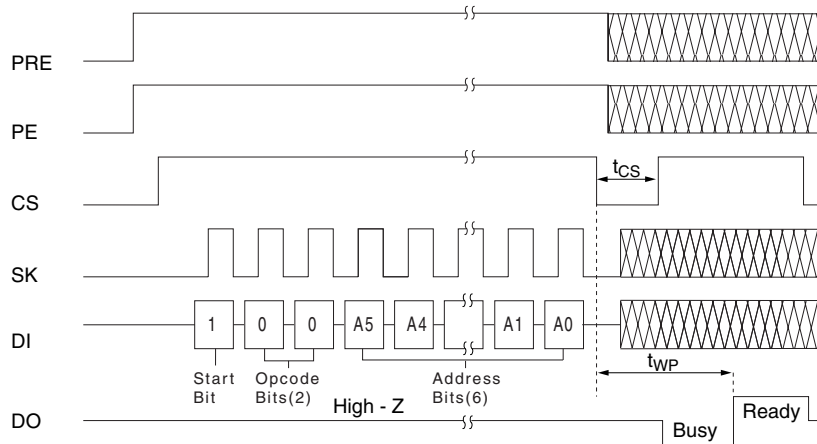 PRE
PE
CS
tCS
SK
DI
1 0 0 A5 A4 A1 A0
Start Bit
Opcode Bits(2)
Address Bits(6)
tWP
DO
High - Z
Busy
Ready